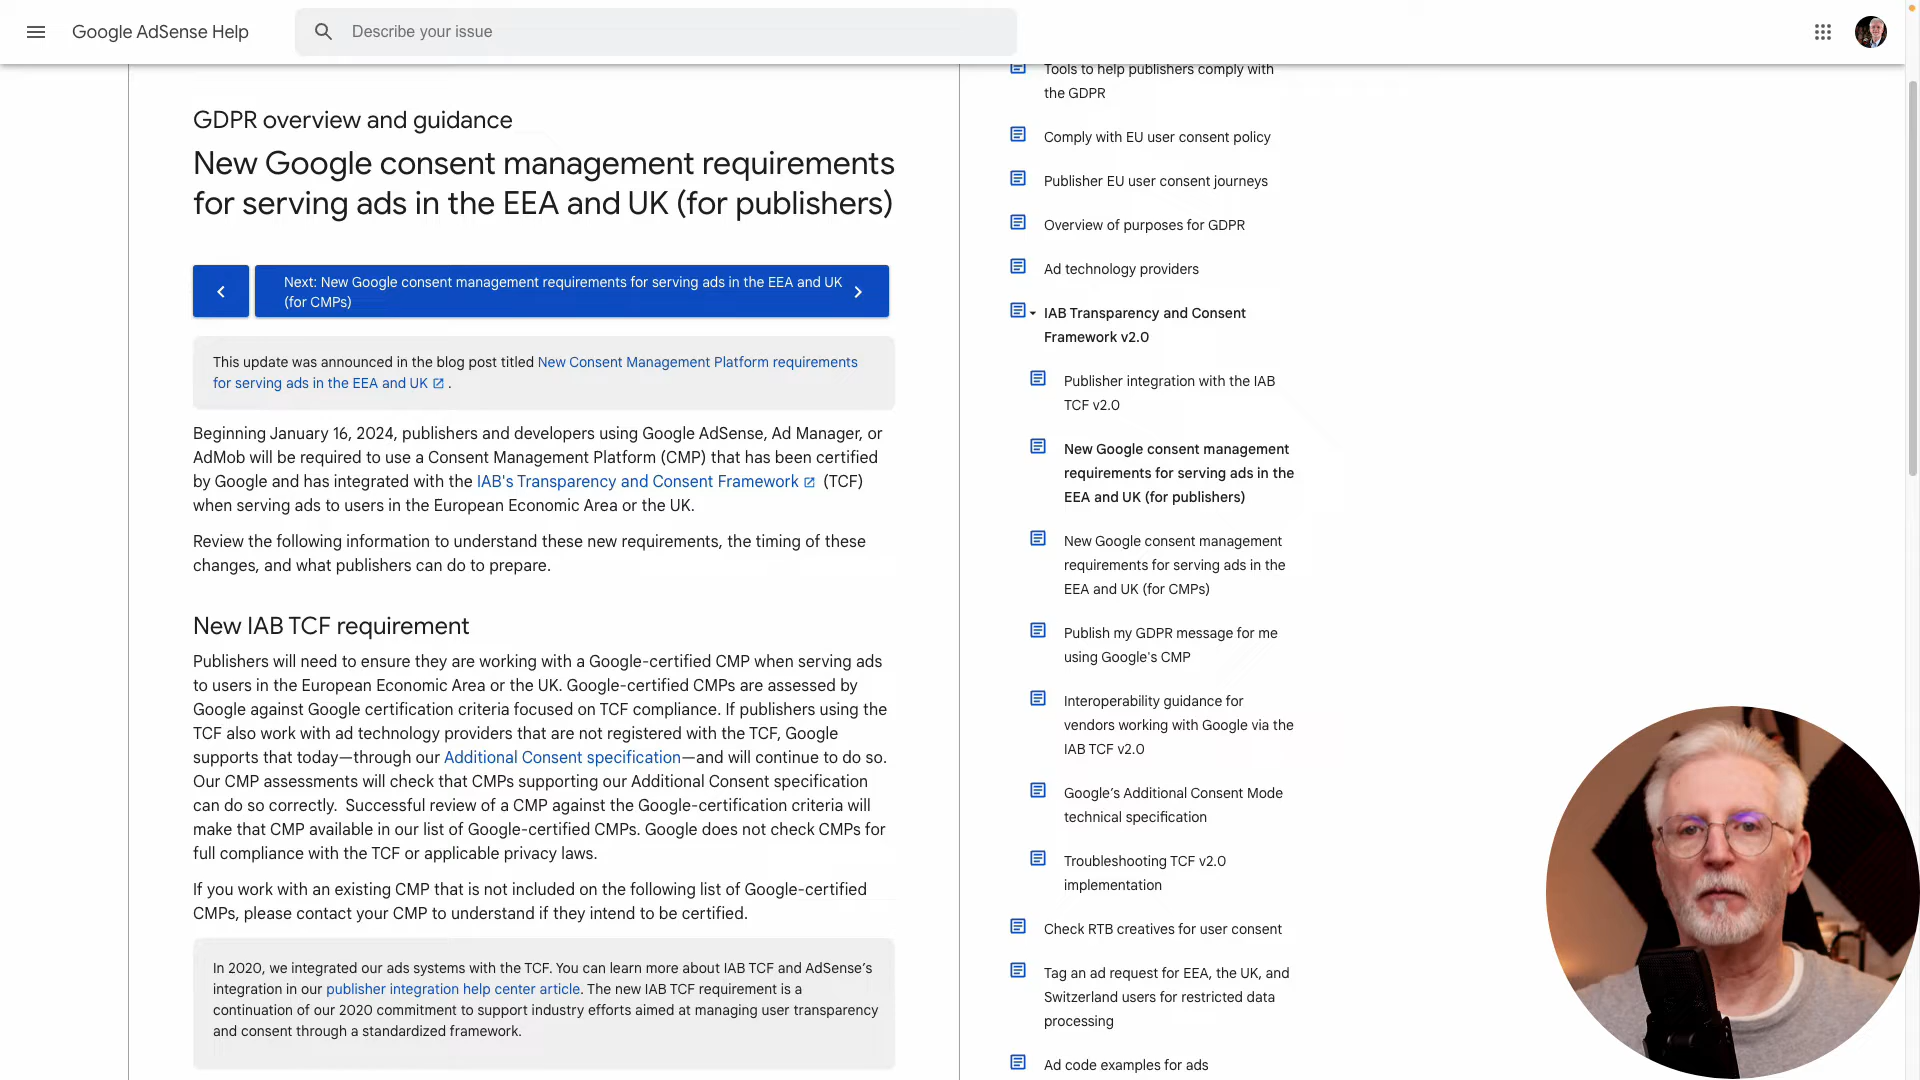 Google AdSense Help
Describe your issue
GDPR overview and guidance
New Google consent management requirements
for serving ads in the EEA and UK (for publishers)
Next: New Google consent management requirements for serving ads in the EEA and UK
(for CMPs)
This update was announced in the blog post titled New Consent Management Platform requirements
for serving ads in the EEA and UK .
Beginning January 16, 2024, publishers and developers using Google AdSense, Ad Manager, or
AdMob will be required to use a Consent Management Platform (CMP) that has been certified
by Google and has integrated with the IAB's Transparency and Consent Framework (TCF)
when serving ads to users in the European Economic Area or the UK.
Review the following information to understand these new requirements, the timing of these
changes, and what publishers can do to prepare.
New IAB TCF requirement
Publishers will need to ensure they are working with a Google-certified CMP when serving ads
to users in the European Economic Area or the UK. Google-certified CMPs are assessed by
Google against Google certification criteria focused on TCF compliance. If publishers using the
TCF also work with ad technology providers that are not registered with the TCF, Google
supports that today—through our Additional Consent specification—and will continue to do so.
Our CMP assessments will check that CMPs supporting our Additional Consent specification
can do so correctly. Successful review of a CMP against the Google-certification criteria will
make that CMP available in our list of Google-certified CMPs. Google does not check CMPs for
full compliance with the TCF or applicable privacy laws.
If you work with an existing CMP that is not included on the following list of Google-certified
CMPs, please contact your CMP to understand if they intend to be certified.
In 2020, we integrated our ads systems with the TCF. You can learn more about IAB TCF and AdSense’s
integration in our publisher integration help center article. The new IAB TCF requirement is a
continuation of our 2020 commitment to support industry efforts aimed at managing user transparency
and consent through a standardized framework.
Tools to help publishers comply with
the GDPR
Comply with EU user consent policy
Publisher EU user consent journeys
Overview of purposes for GDPR
Ad technology providers
IAB Transparency and Consent
Framework v2.0
Publisher integration with the IAB
TCF v2.0
New Google consent management
requirements for serving ads in the
EEA and UK (for publishers)
New Google consent management
requirements for serving ads in the
EEA and UK (for CMPs)
Publish my GDPR message for me
using Google's CMP
Interoperability guidance for
vendors working with Google via the
IAB TCF v2.0
Google’s Additional Consent Mode
technical specification
Troubleshooting TCF v2.0
implementation
Check RTB creatives for user consent
Tag an ad request for EEA, the UK, and
Switzerland users for restricted data
processing
Ad code examples for ads